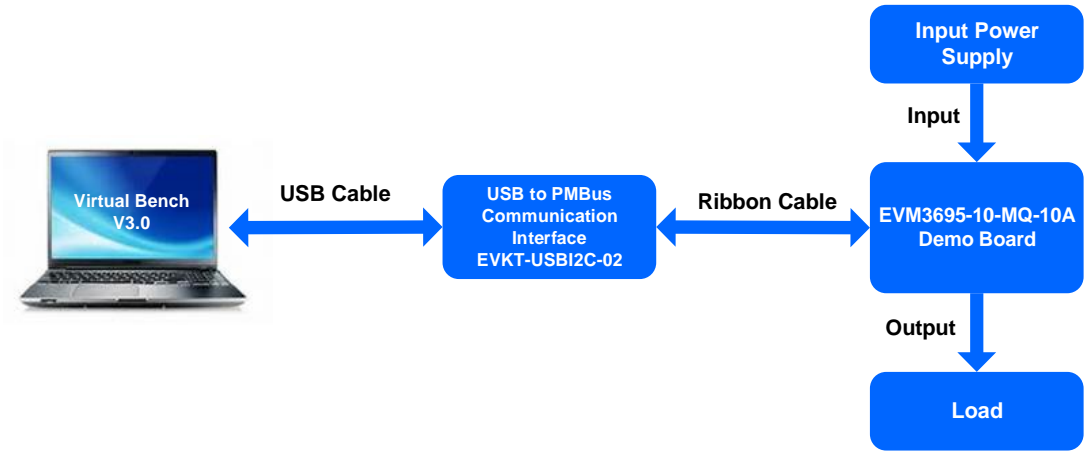 Input Power
Supply
Input
Virtual Bench
V3.0
USB Cable
USB to PMBus
Communication
Interface
EVKT-USBI2C-02
Ribbon Cable
EVM3695-10-MQ-10A
Demo Board
Output
Load